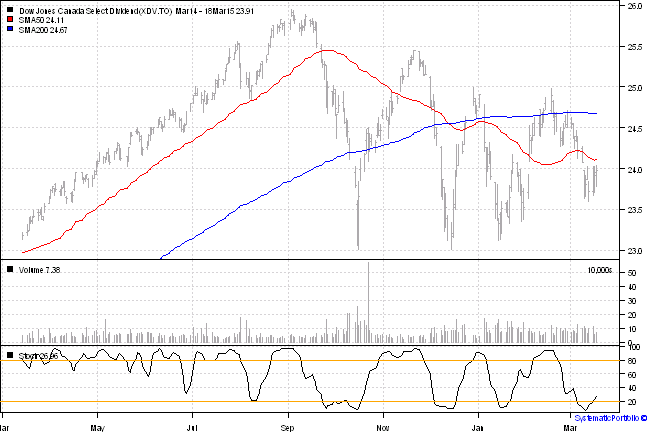 Dow Jones Canada Select Dividend(XDV.TO) Mar14 - 18Mar15 23.91
SMA50 24.11
SMA200 24.67
26.0
25.5
25.0
24.5
24.0
23.5
23.0
Volume 7.38
10,000s
50
40
30
20
10
0
100
80
60
40
20
Mar May Jul Sep Nov Jan Mar
SystematicPortfolio ©